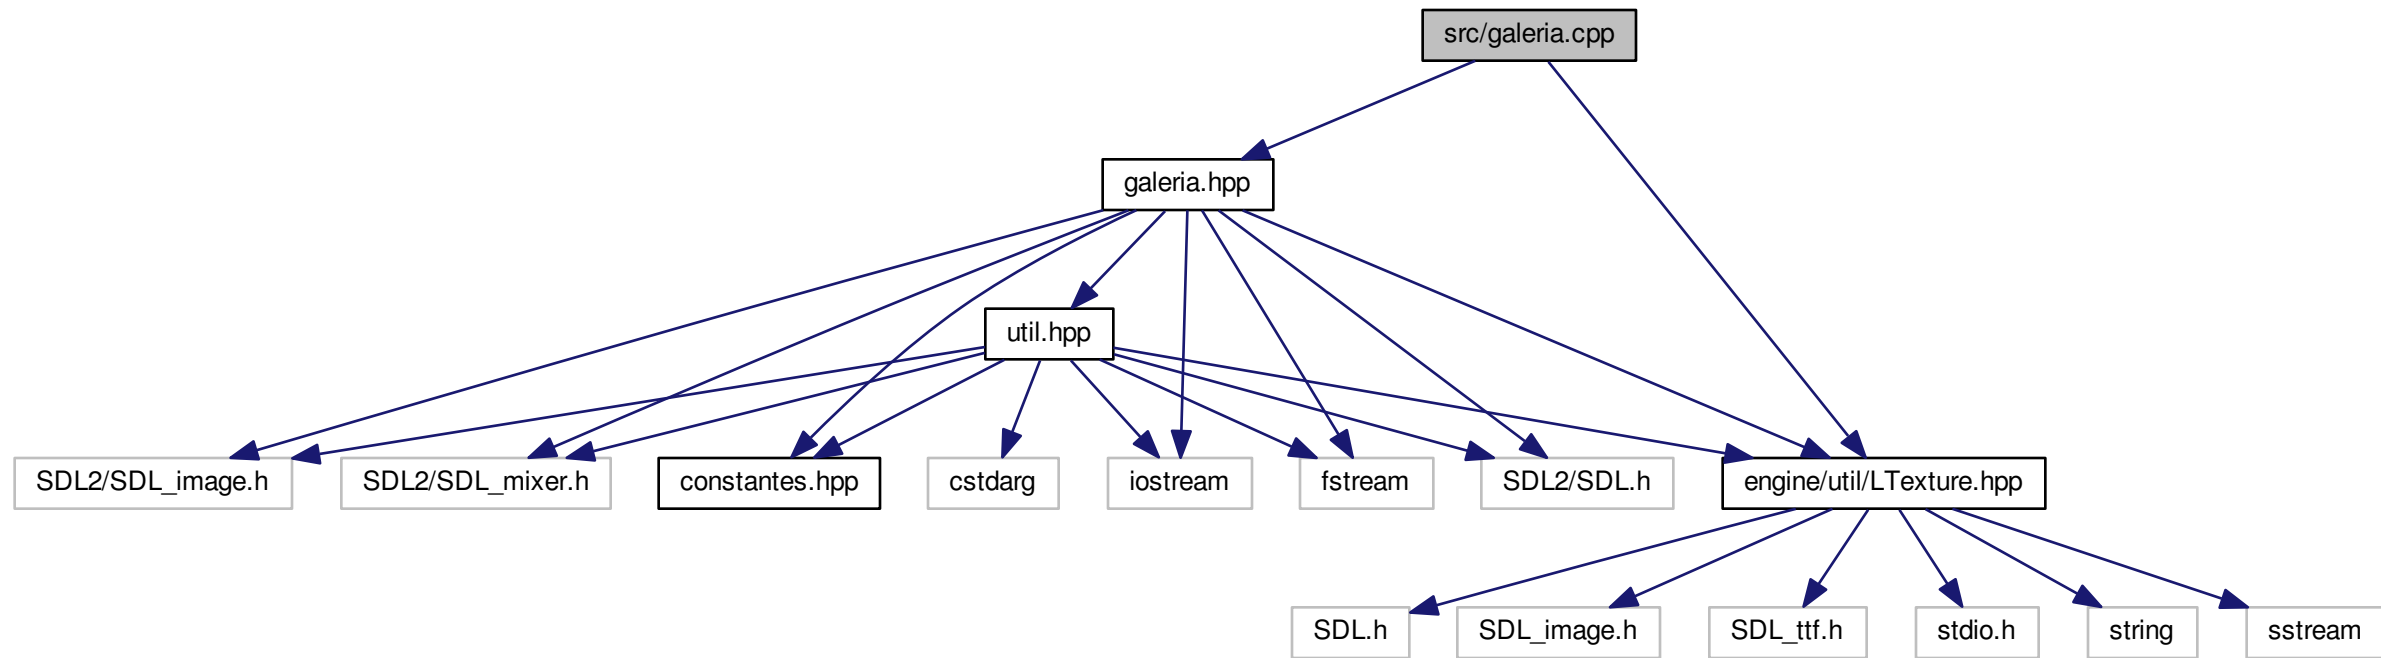 src/galeria.cpp
galeria.hpp
util.hpp
SDL2/SDL_image.h
SDL2/SDL_mixer.h
constantes.hpp
cstdarg
iostream
fstream
SDL2/SDL.h
engine/util/LTexture.hpp
SDL.h
SDL_image.h
SDL_ttf.h
stdio.h
string
sstream